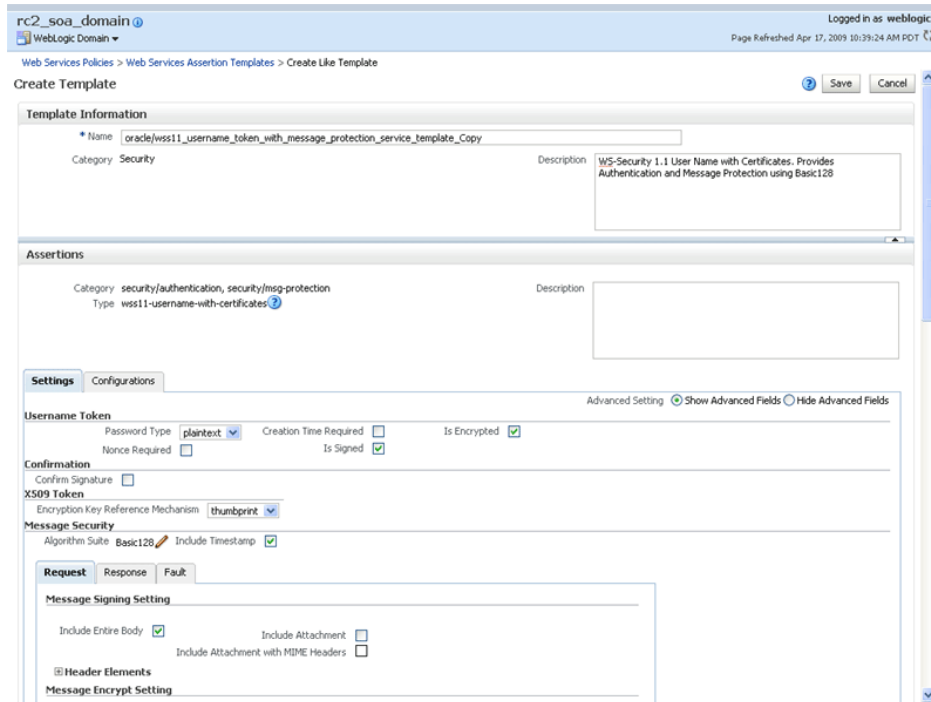 rc2_soa_domain
Logged in as weblogic
WebLogic Domain
Page Refreshed Apr 17, 2009 10:39:24 AM PDT
Web Services Policies > Web Services Assertion Templates > Create Like Template
Create Template
Save Cancel
Template Information
* Name oracle/wss11_username_token_with_message_protection_service_template_Copy
Category Security
Description WS-Security 1.1 User Name with Certificates. Provides
Authentication and Message Protection using Basic128
Assertions
Category security/authentication, security/msg-protection
Description
Type wss11-username-with-certificates
Settings Configurations
Advanced Setting Show Advanced Fields Hide Advanced Fields
Username Token
Password Type plaintext Creation Time Required Is Encrypted
Nonce Required Is Signed
Confirmation
Confirm Signature
X509 Token
Encryption Key Reference Mechanism thumbprint
Message Security
Algorithm Suite Basic128 Include Timestamp
Request Response Fault
Message Signing Setting
Include Entire Body Include Attachment
Include Attachment with MIME Headers
Header Elements
Message Encrypt Setting